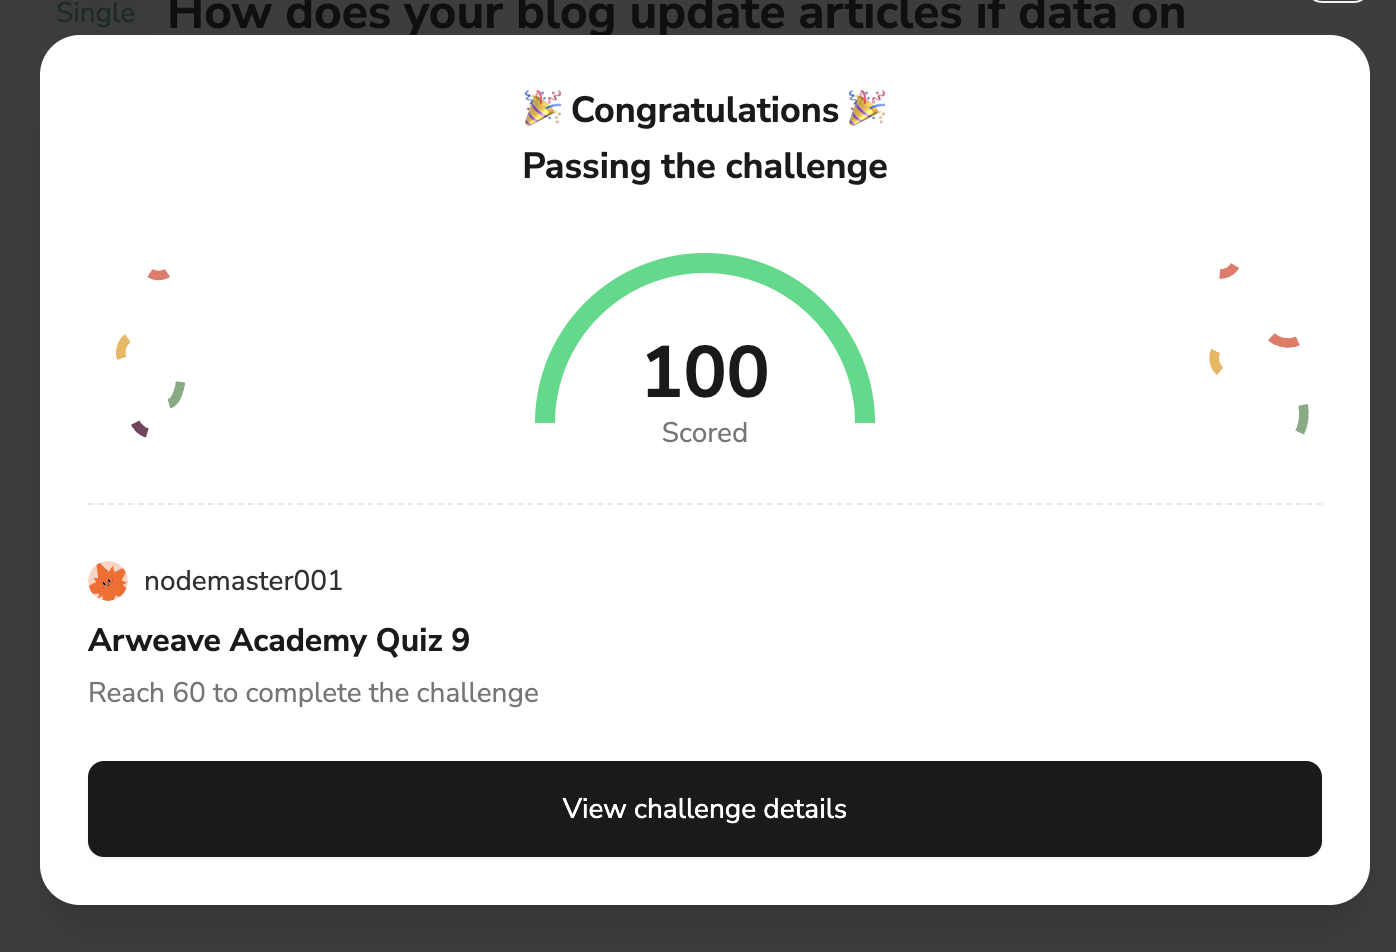 Single How does your blog update articles if data on
🎉 Congratulations 🎉
Passing the challenge
100
Scored
nodemaster001
Arweave Academy Quiz 9
Reach 60 to complete the challenge
View challenge details